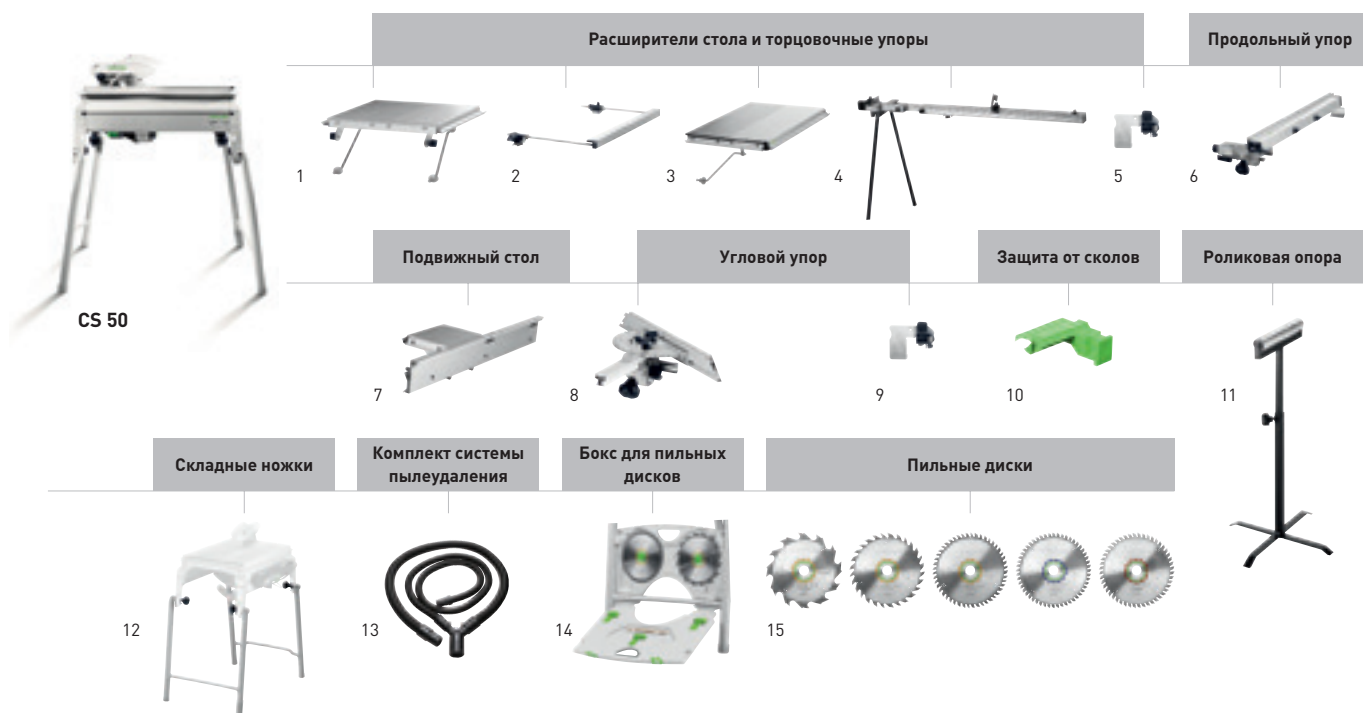 Расширители стола и торцовочные упоры
Продольный упор
1
2
3
4
5
6
CS 50
Подвижный стол
Угловой упор
Защита от сколов
Роликовая опора
7
8
9
10
11
Складные ножки
Комплект системы
пылеудаления
Бокс для пильных
дисков
Пильные диски
12
13
14
15